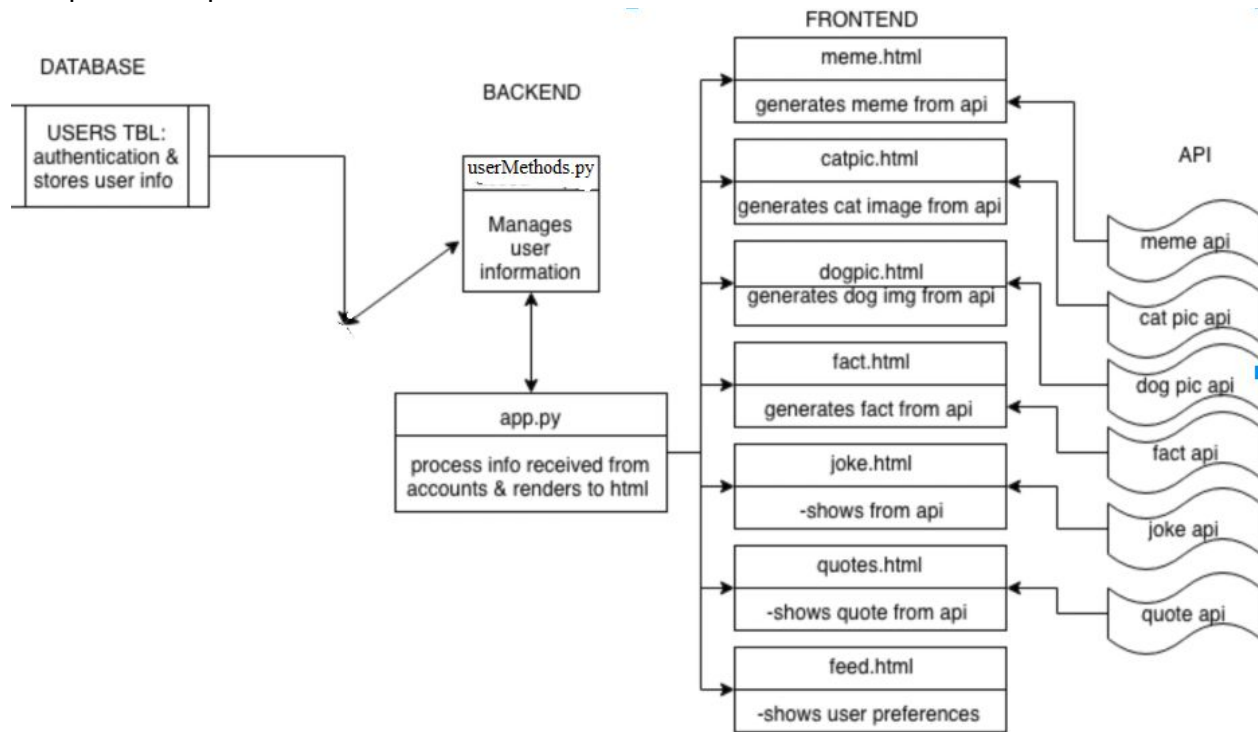 DATABASE
USERS TBL:
authentication &
stores user info
BACKEND
userMethods.py
Manages
user
information
app.py
process info received from
accounts & renders to html
FRONTEND
meme.html
generates meme from api
catpic.html
generates cat image from api
dogpic.html
generates dog img from api
fact.html
generates fact from api
joke.html
-shows from api
quotes.html
-shows quote from api
feed.html
-shows user preferences
API
meme api
cat pic api
dog pic api
fact api
joke api
quote api